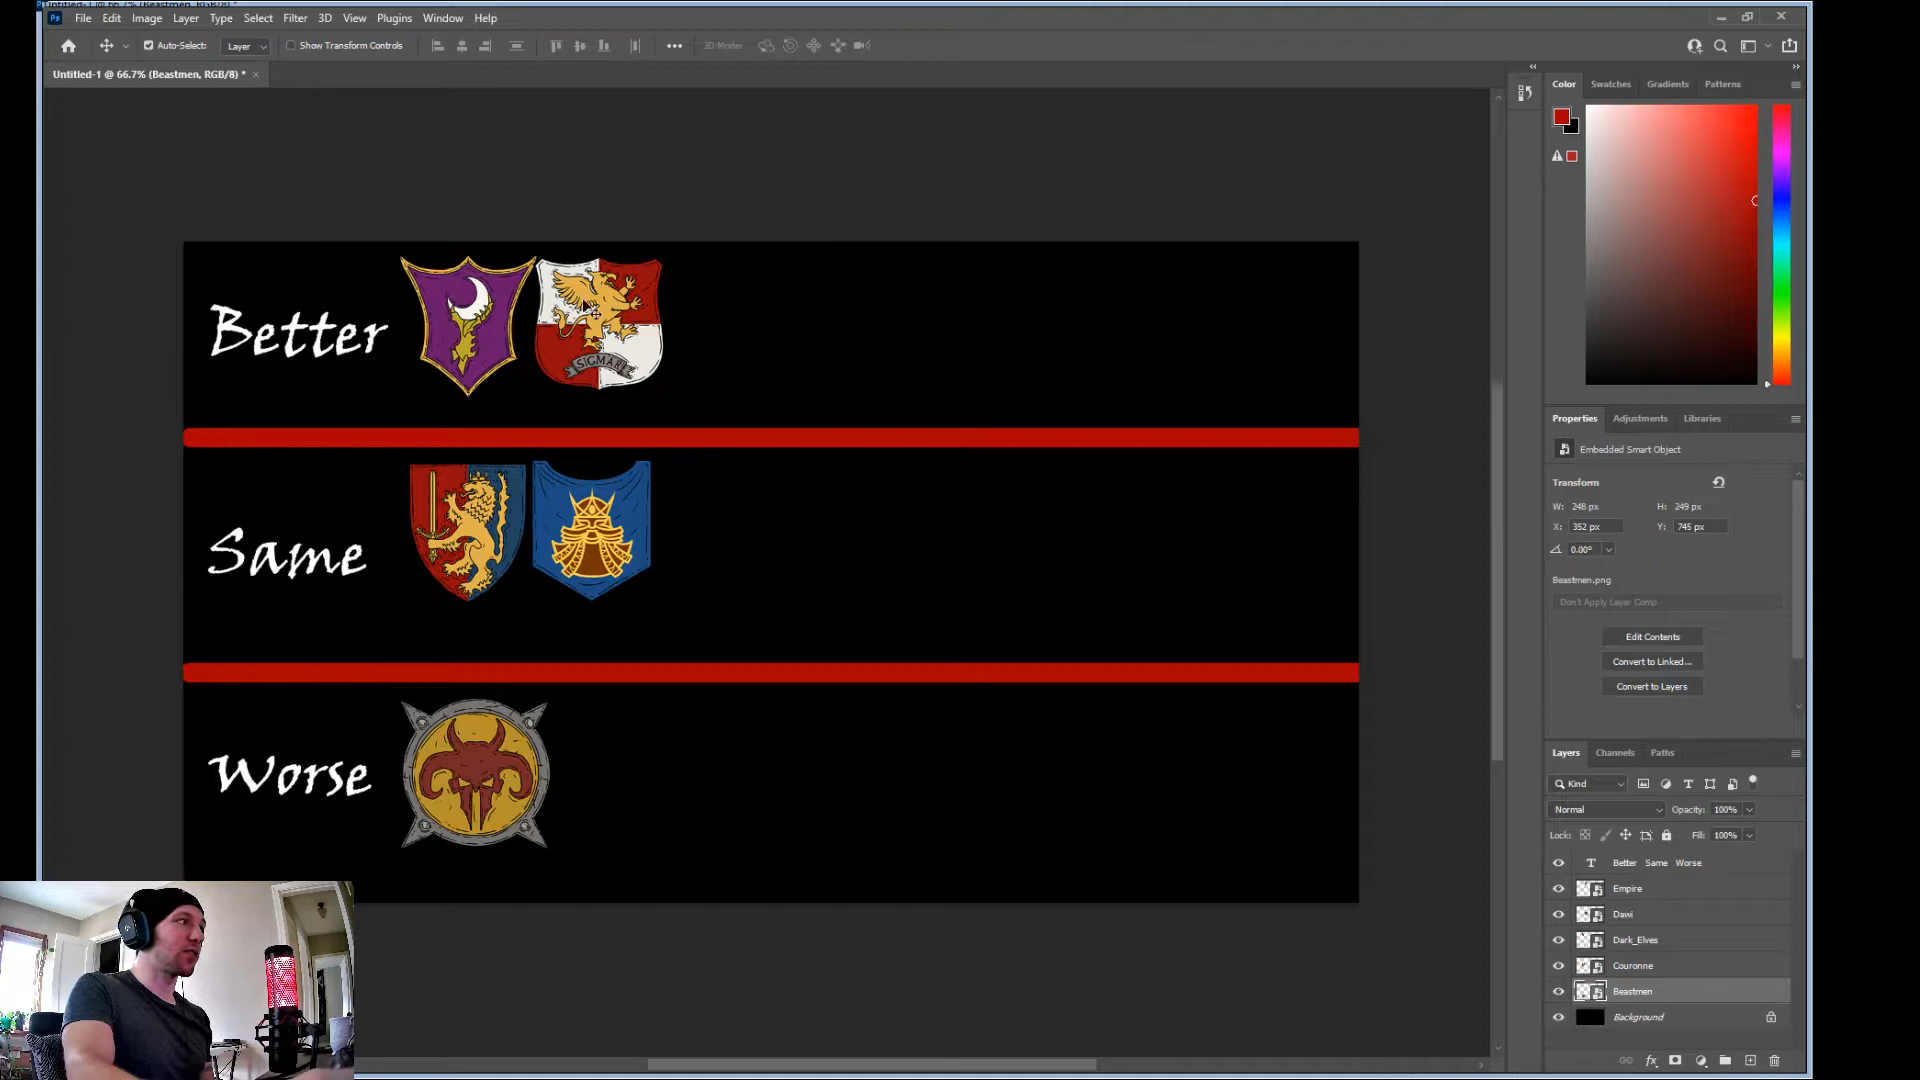 File Edit Image Layer Type Select Filter 3D View Plugins Window Help
Auto-Select: Layer Show Transform Controls 3D Mode:
Untitled-1 @ 66.7% (Beastmen, RGB/8) *
Color Swatches Gradients Patterns
Better
SIGMAR
Same
Worse
Properties Adjustments Libraries
Embedded Smart Object
Transform
W: 248 px H: 249 px
X: 352 px Y: 745 px
0.00°
Beastmen.png
Don't Apply Layer Comp
Edit Contents
Convert to Linked...
Convert to Layers
Layers Channels Paths
Kind
Normal Opacity: 100%
Lock: Fill: 100%
Better Same Worse
Empire
Dawi
Dark_Elves
Couronne
Beastmen
Background